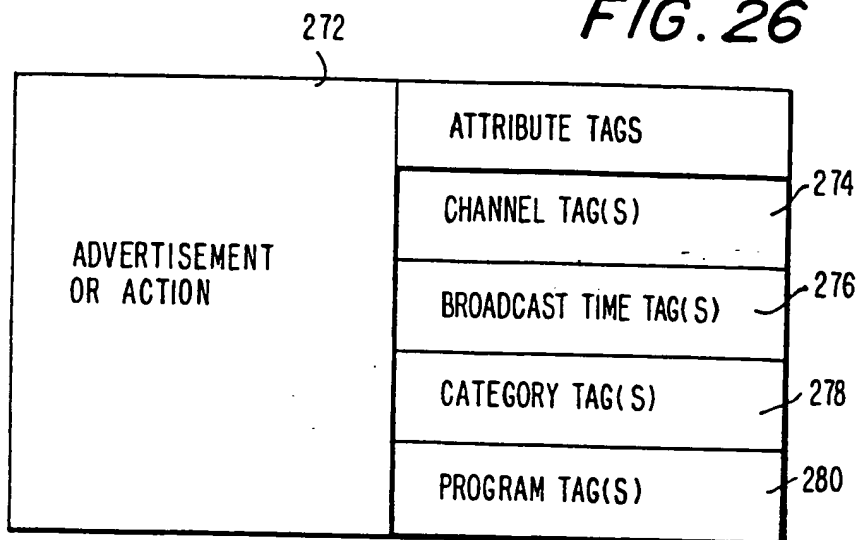 FIG. 26
272
ATTRIBUTE TAGS
274
CHANNEL TAG(S)
ADVERTISEMENT
OR ACTION
276
BROADCAST TIME TAG(S)
278
CATEGORY TAG(S)
280
PROGRAM TAG(S)